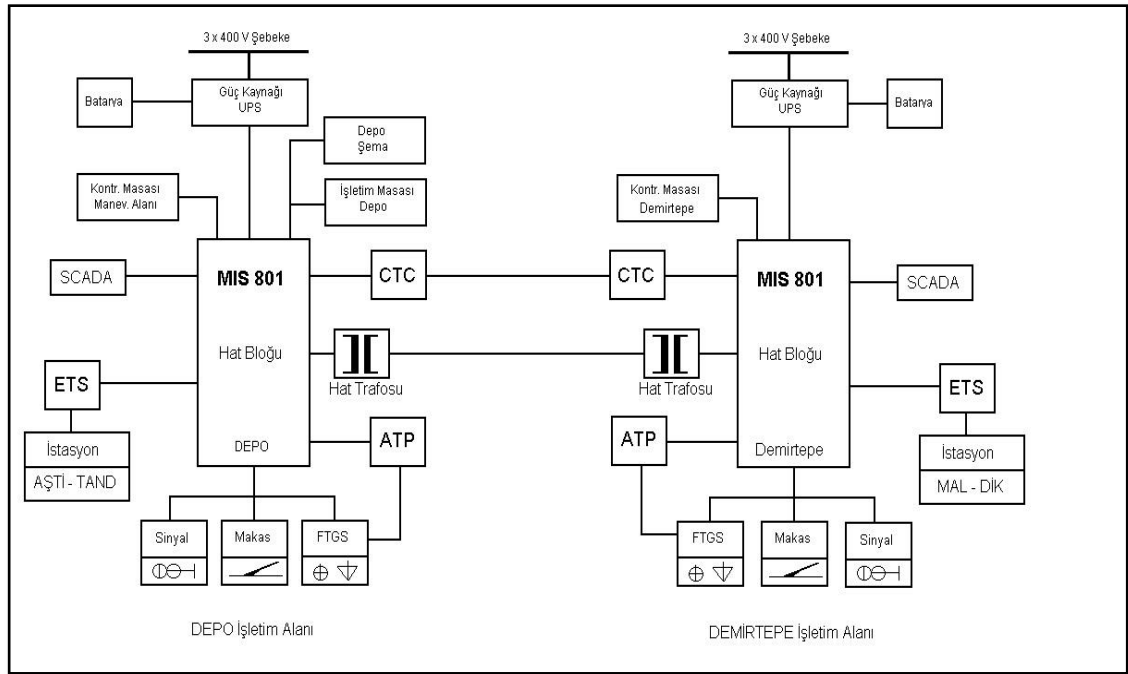 3 x 400 V Şebeke
Güç Kaynağı
UPS
Batarya
Depo
Şema
Kontr. Masası
Manev. Alanı
İşletim Masası
Depo
SCADA
MIS 801
CTC
Hat Bloğu
Hat Trafosu
ETS
İstasyon
AŞTİ - TAND
DEPO
ATP
Sinyal
Makas
FTGS
DEPO İşletim Alanı
3 x 400 V Şebeke
Güç Kaynağı
UPS
Batarya
Kontr. Masası
Demirtepe
CTC
MIS 801
SCADA
Hat Bloğu
Hat Trafosu
ETS
İstasyon
MAL - DİK
ATP
Demirtepe
FTGS
Makas
Sinyal
DEMİRTEPE İşletim Alanı